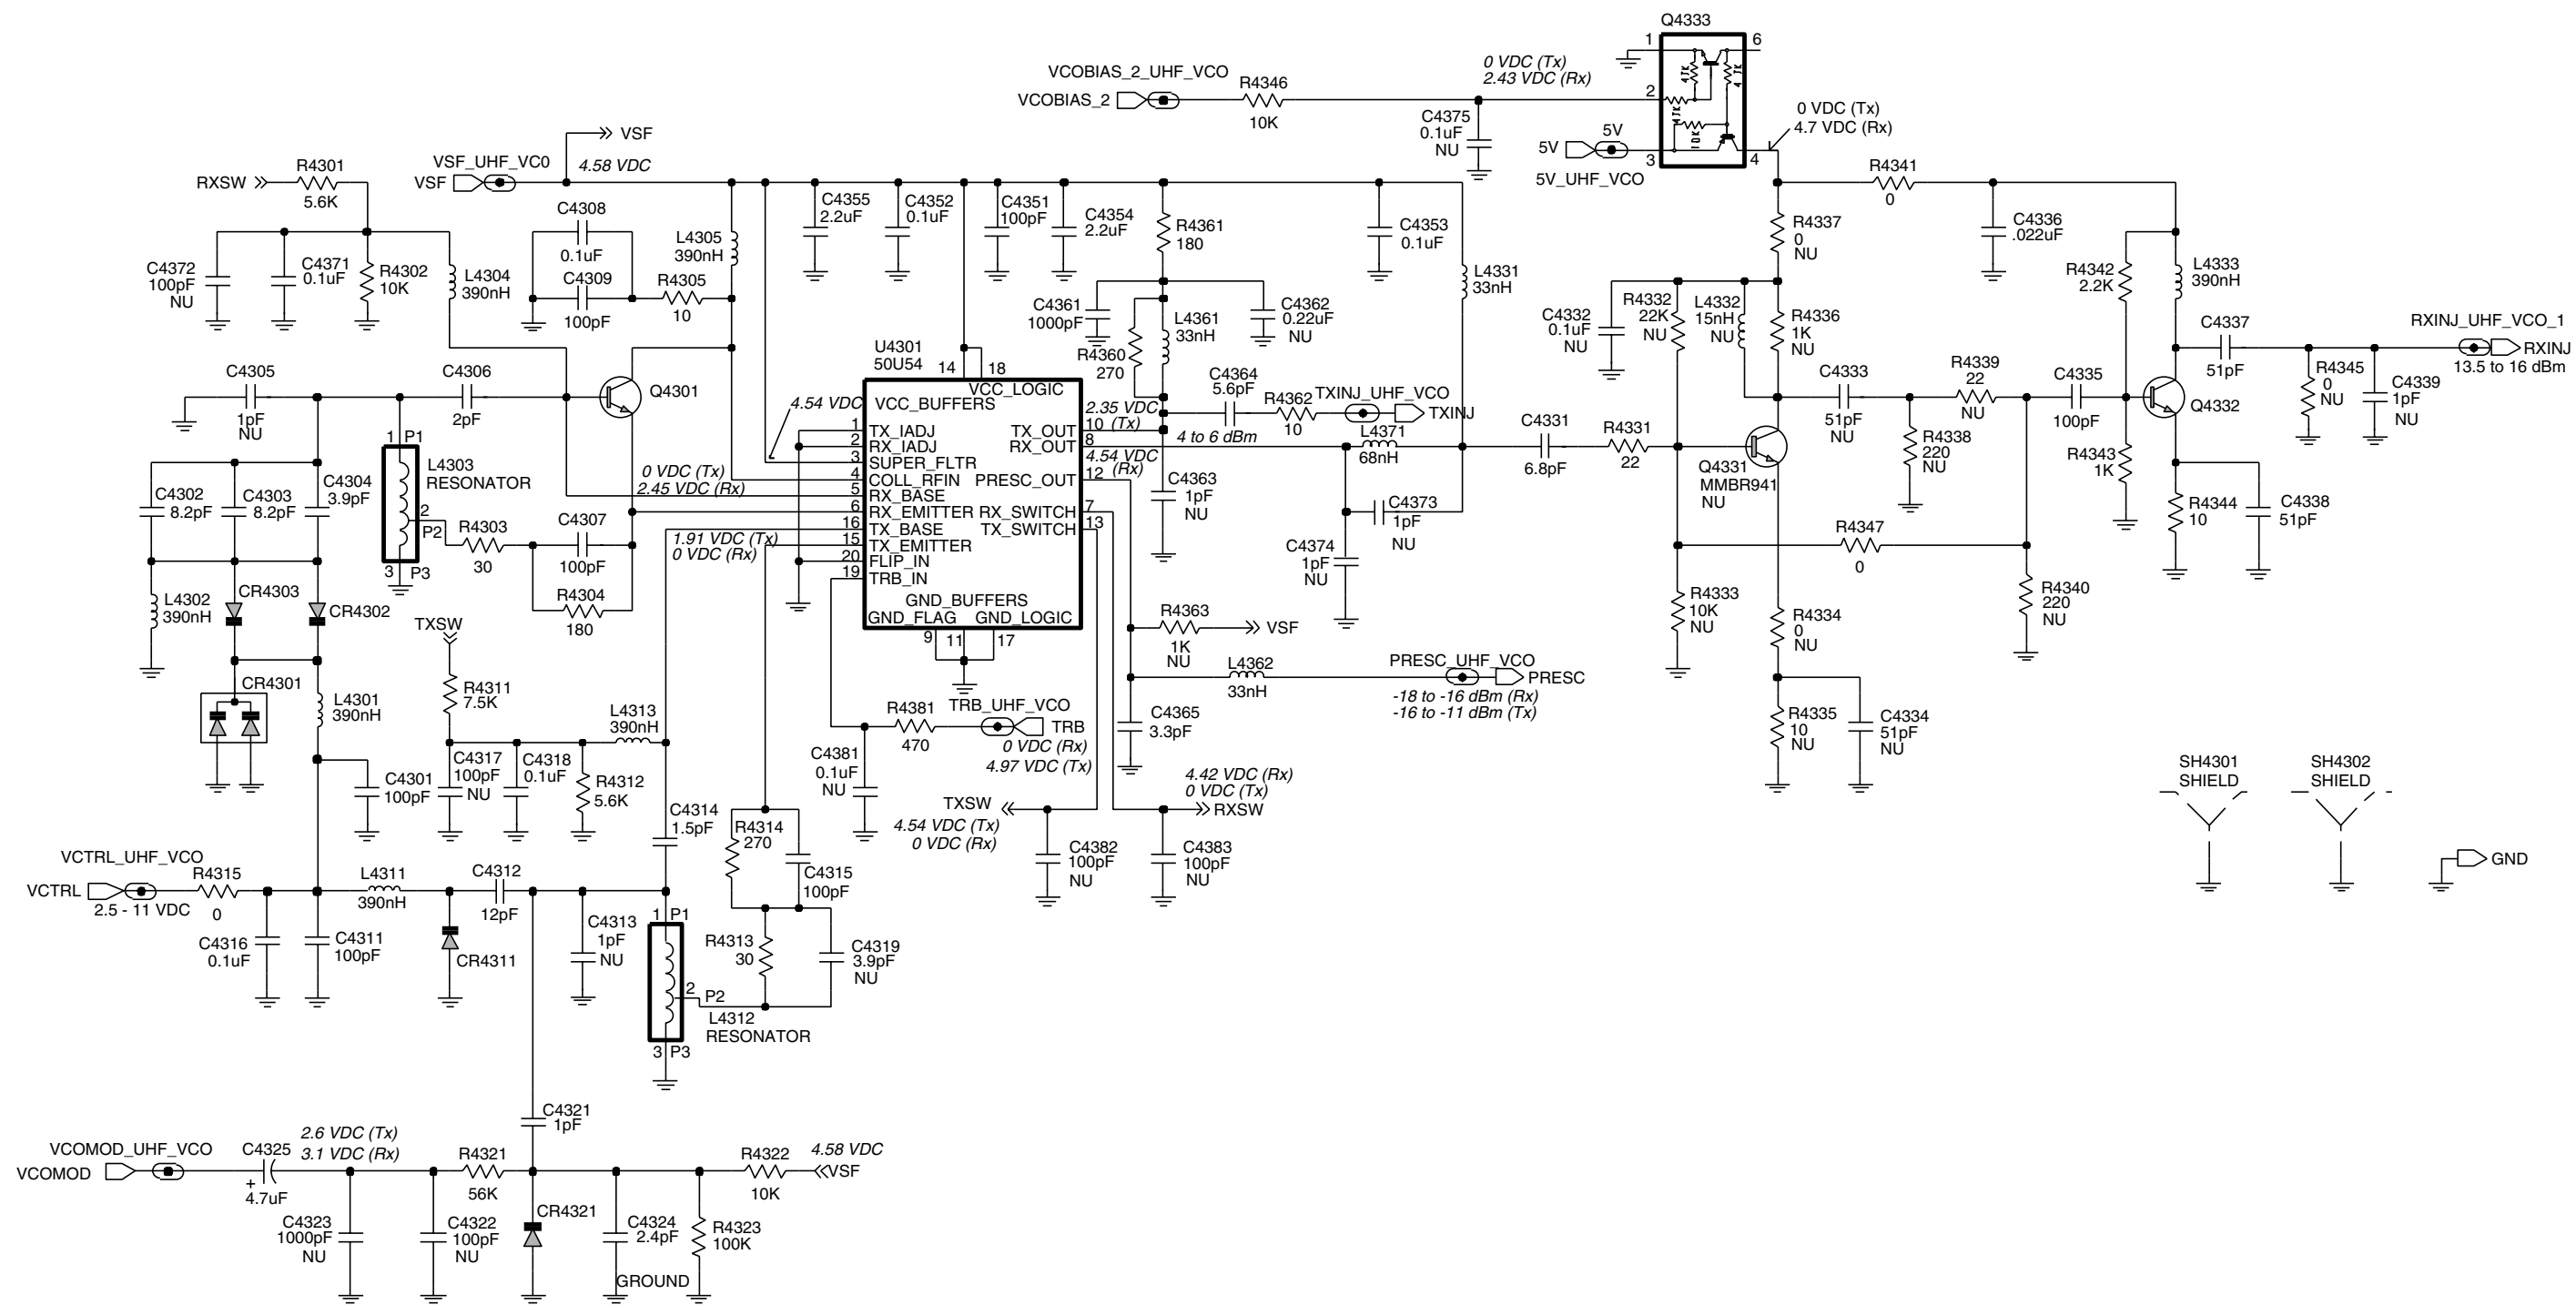 Q4333
1
6
47K
4.7K
2
47K
10K
3
4
VCOBIAS_2_UHF_VCO
VCOBIAS_2
R4346
10K
0 VDC (Tx)
2.43 VDC (Rx)
C4375
0.1uF
NU
5V
5V
5V_UHF_VCO
0 VDC (Tx)
4.7 VDC (Rx)
VSF
VSF_UHF_VC0
VSF
4.58 VDC
RXSW
R4301
5.6K
C4372
100pF
NU
C4371
0.1uF
R4302
10K
L4304
390nH
C4308
0.1uF
C4309
100pF
L4305
390nH
R4305
10
C4355
2.2uF
C4352
0.1uF
C4351
100pF
C4354
2.2uF
R4361
180
C4353
0.1uF
L4331
33nH
C4361
1000pF
C4362
0.22uF
NU
L4361
33nH
R4360
270
R4341
0
R4337
0
NU
C4336
.022uF
R4342
2.2K
L4333
390nH
C4332
0.1uF
NU
R4332
22K
NU
L4332
15nH
NU
R4336
1K
NU
C4337
51pF
RXINJ_UHF_VCO_1
RXINJ
13.5 to 16 dBm
R4345
0
NU
C4339
1pF
NU
C4305
1pF
NU
C4306
2pF
Q4301
U4301
50U54
14
18
VCC_LOGIC
VCC_BUFFERS
4.54 VDC
1
TX_IADJ
2
RX_IADJ
3
SUPER_FLTR
4
COLL_RFIN
5
RX_BASE
6
RX_EMITTER
16
TX_BASE
15
TX_EMITTER
20
FLIP_IN
19
TRB_IN
TX_OUT
10
RX_OUT
8
PRESC_OUT
12
RX_SWITCH
7
TX_SWITCH
13
GND_BUFFERS
GND_FLAG
GND_LOGIC
9
11
17
2.35 VDC
(Tx)
4.54 VDC
(Rx)
C4364
5.6pF
R4362
10
TXINJ_UHF_VCO
TXINJ
4 to 6 dBm
L4371
68nH
C4363
1pF
NU
C4373
1pF
NU
C4374
1pF
NU
C4331
6.8pF
R4331
22
Q4331
MMBR941
NU
C4333
51pF
NU
R4339
22
NU
R4338
220
NU
C4335
100pF
Q4332
R4343
1K
R4344
10
C4338
51pF
R4347
0
R4333
10K
NU
R4334
0
NU
R4340
220
NU
R4335
10
NU
C4334
51pF
NU
1
P1
L4303
RESONATOR
2
P2
3
P3
C4302
8.2pF
C4303
8.2pF
C4304
3.9pF
0 VDC (Tx)
2.45 VDC (Rx)
R4303
30
C4307
100pF
R4304
180
1.91 VDC (Tx)
0 VDC (Rx)
L4302
390nH
CR4303
CR4302
CR4301
L4301
390nH
TXSW
R4311
7.5K
L4313
390nH
C4301
100pF
C4317
100pF
NU
C4318
0.1uF
R4312
5.6K
C4314
1.5pF
R4363
1K
NU
VSF
L4362
33nH
PRESC_UHF_VCO
PRESC
-18 to -16 dBm (Rx)
-16 to -11 dBm (Tx)
C4365
3.3pF
R4381
470
TRB_UHF_VCO
TRB
0 VDC (Rx)
4.97 VDC (Tx)
C4381
0.1uF
NU
TXSW
4.54 VDC (Tx)
0 VDC (Rx)
4.42 VDC (Rx)
0 VDC (Tx)
RXSW
C4382
100pF
NU
C4383
100pF
NU
SH4301
SHIELD
SH4302
SHIELD
GND
VCTRL_UHF_VCO
VCTRL
2.5 - 11 VDC
R4315
0
C4316
0.1uF
C4311
100pF
L4311
390nH
C4312
12pF
CR4311
C4313
1pF
NU
1
P1
2
P2
3
P3
L4312
RESONATOR
R4314
270
C4315
100pF
R4313
30
C4319
3.9pF
NU
C4321
1pF
VCOMOD_UHF_VCO
VCOMOD
C4325
+
4.7uF
2.6 VDC (Tx)
3.1 VDC (Rx)
R4321
56K
R4322
10K
4.58 VDC
VSF
C4323
1000pF
NU
C4322
100pF
NU
CR4321
C4324
2.4pF
R4323
100K
GROUND